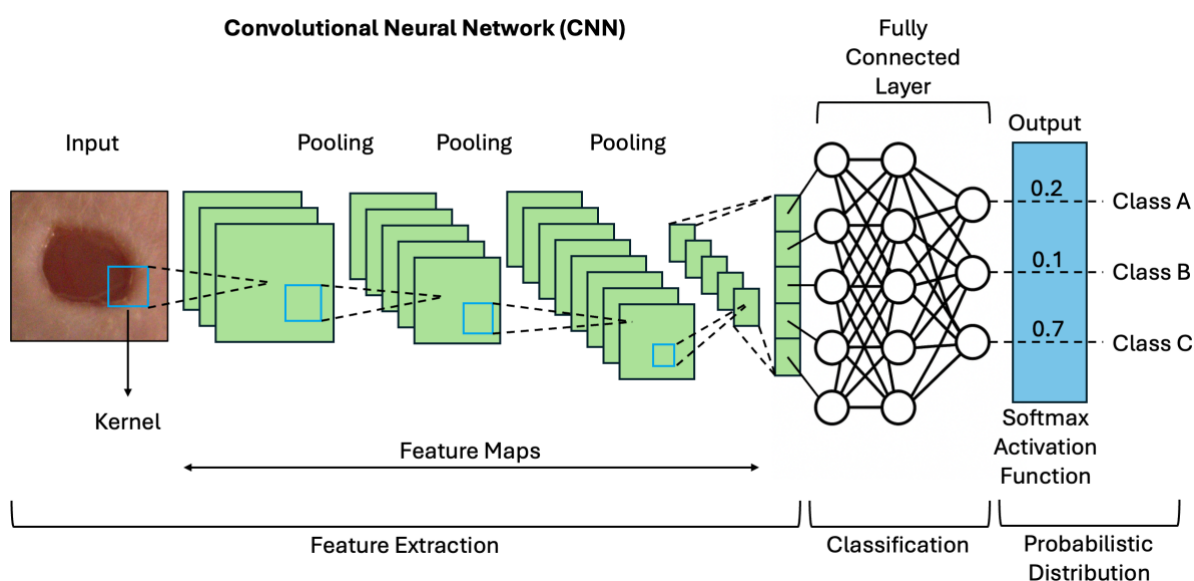 Convolutional Neural Network (CNN)
Fully
Connected
Layer
Input
Pooling
Pooling
Pooling
Output
0.2
Class A
0.1
Class B
0.7
Class C
Kernel
Softmax
Activation
Function
Feature Maps
Feature Extraction
Classification
Probabilistic
Distribution